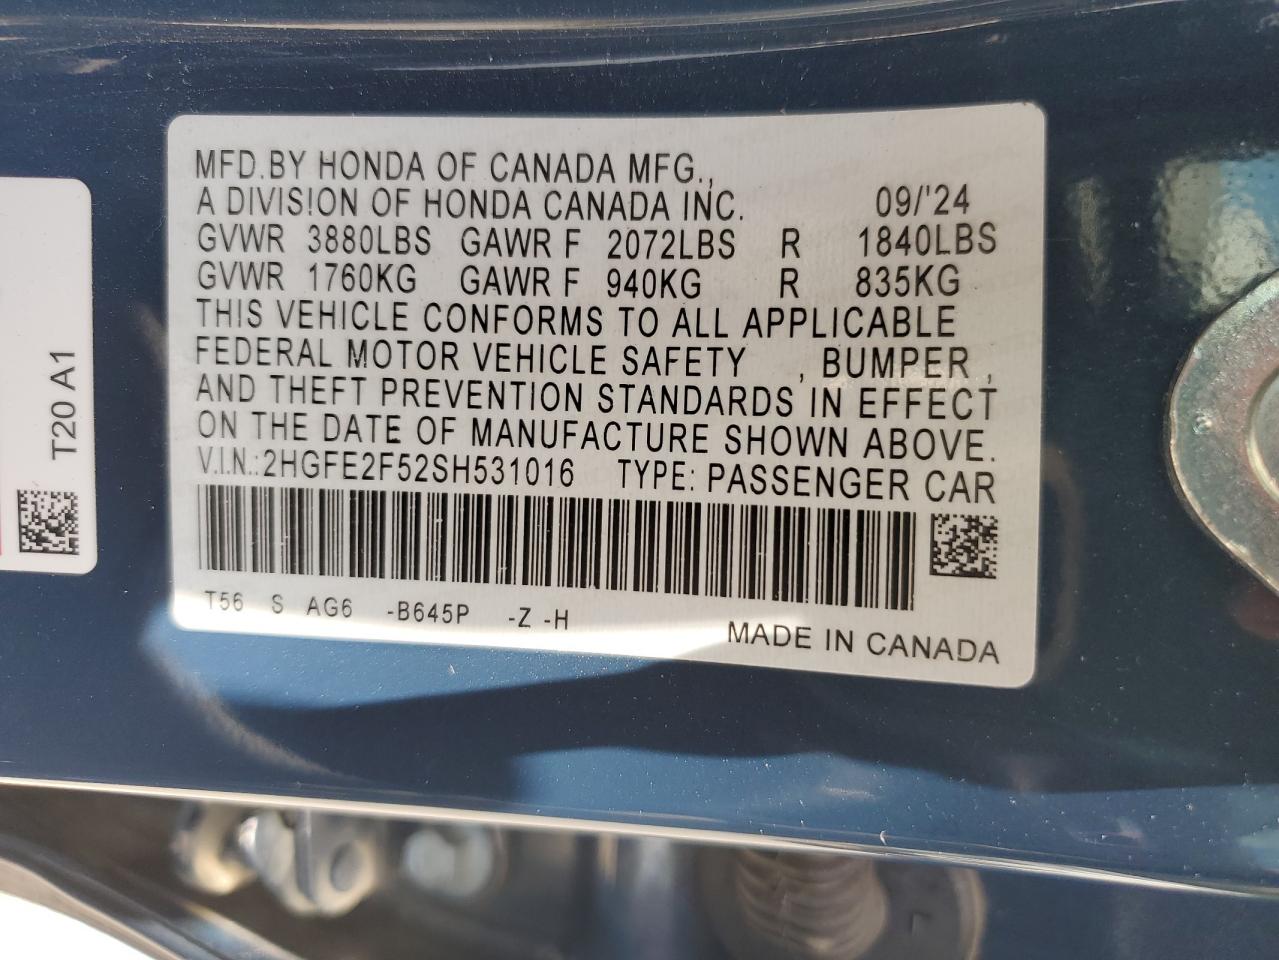 MFD.BY HONDA OF CANADA MFG.,
A DIVISION OF HONDA CANADA INC. 09/'24
GVWR 3880LBS GAWR F 2072LBS R 1840LBS
GVWR 1760KG GAWR F 940KG R 835KG
THIS VEHICLE CONFORMS TO ALL APPLICABLE
FEDERAL MOTOR VEHICLE SAFETY , BUMPER ,
AND THEFT PREVENTION STANDARDS IN EFFECT
ON THE DATE OF MANUFACTURE SHOWN ABOVE.
V.I.N.:2HGFE2F52SH531016 TYPE: PASSENGER CAR
T56 S AG6 -B645P -Z -H
MADE IN CANADA
T20 A1